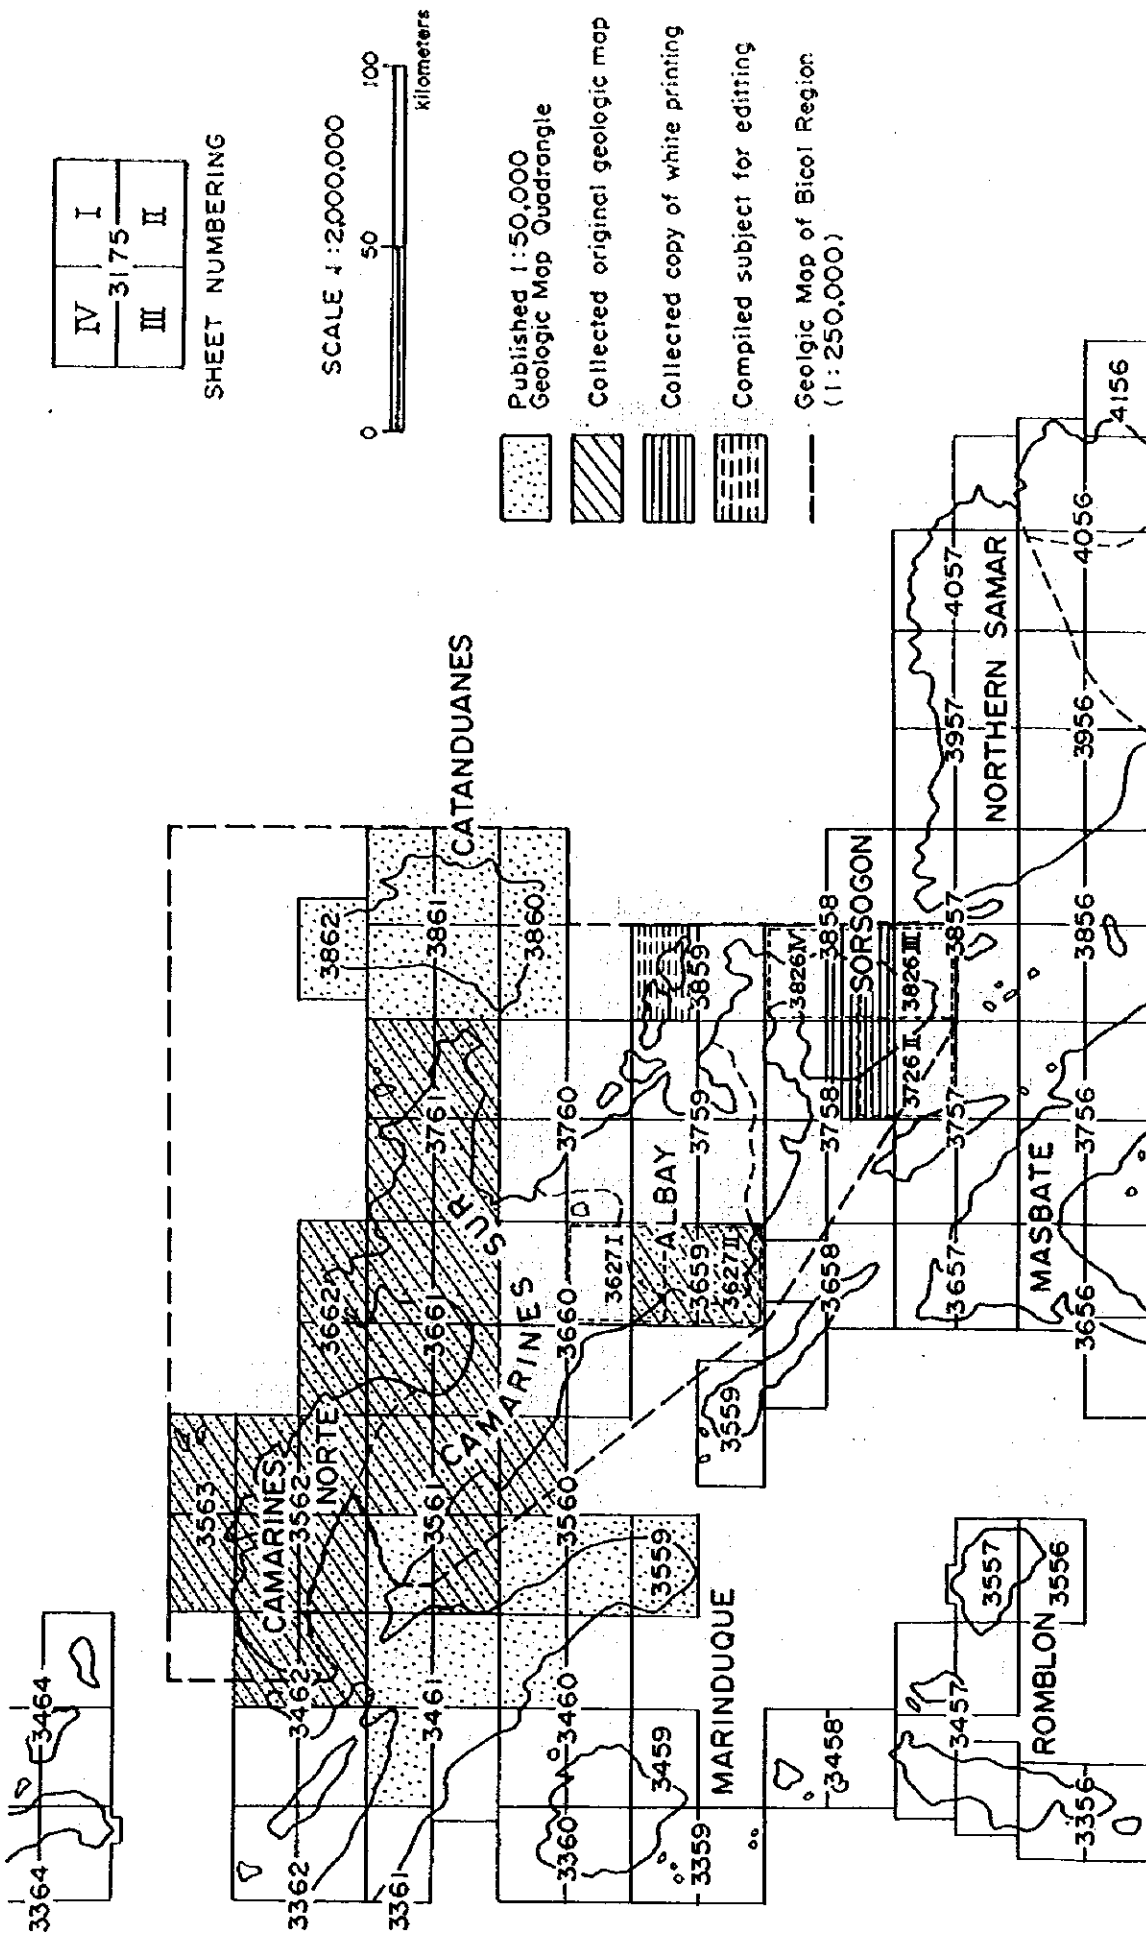 IV I
3175
III II
SHEET NUMBERING
SCALE 1:2,000,000
0 50 100
kilometers
Published 1:50,000
Geologic Map Quadrangle
Collected original geologic map
Collected copy of white printing
Compiled subject for editting
Geolgic Map of Bicol Region
(1:250,000)
3364 3464
3563
CAMARINES
NORTE
3362 3462 3562 3662 3862
CATANDUANES
3361 3461 3561 3661 3761 3861
CAMARINES SUR
3360 3460 3560 3660 3760 3860
3627 I
ALBAY
3459 3559
3359 3559 3659 3759 3859
3627 II
MARINDUQUE
3826 IV
3458 3658 3758 3858
SORSOGON
3726 II 3826 III
3457 3557 3657 3757 3857 3957 4057
NORTHERN SAMAR
ROMBLON
MASBATE
3356 3556 3656 3756 3856 3956 4056 4156